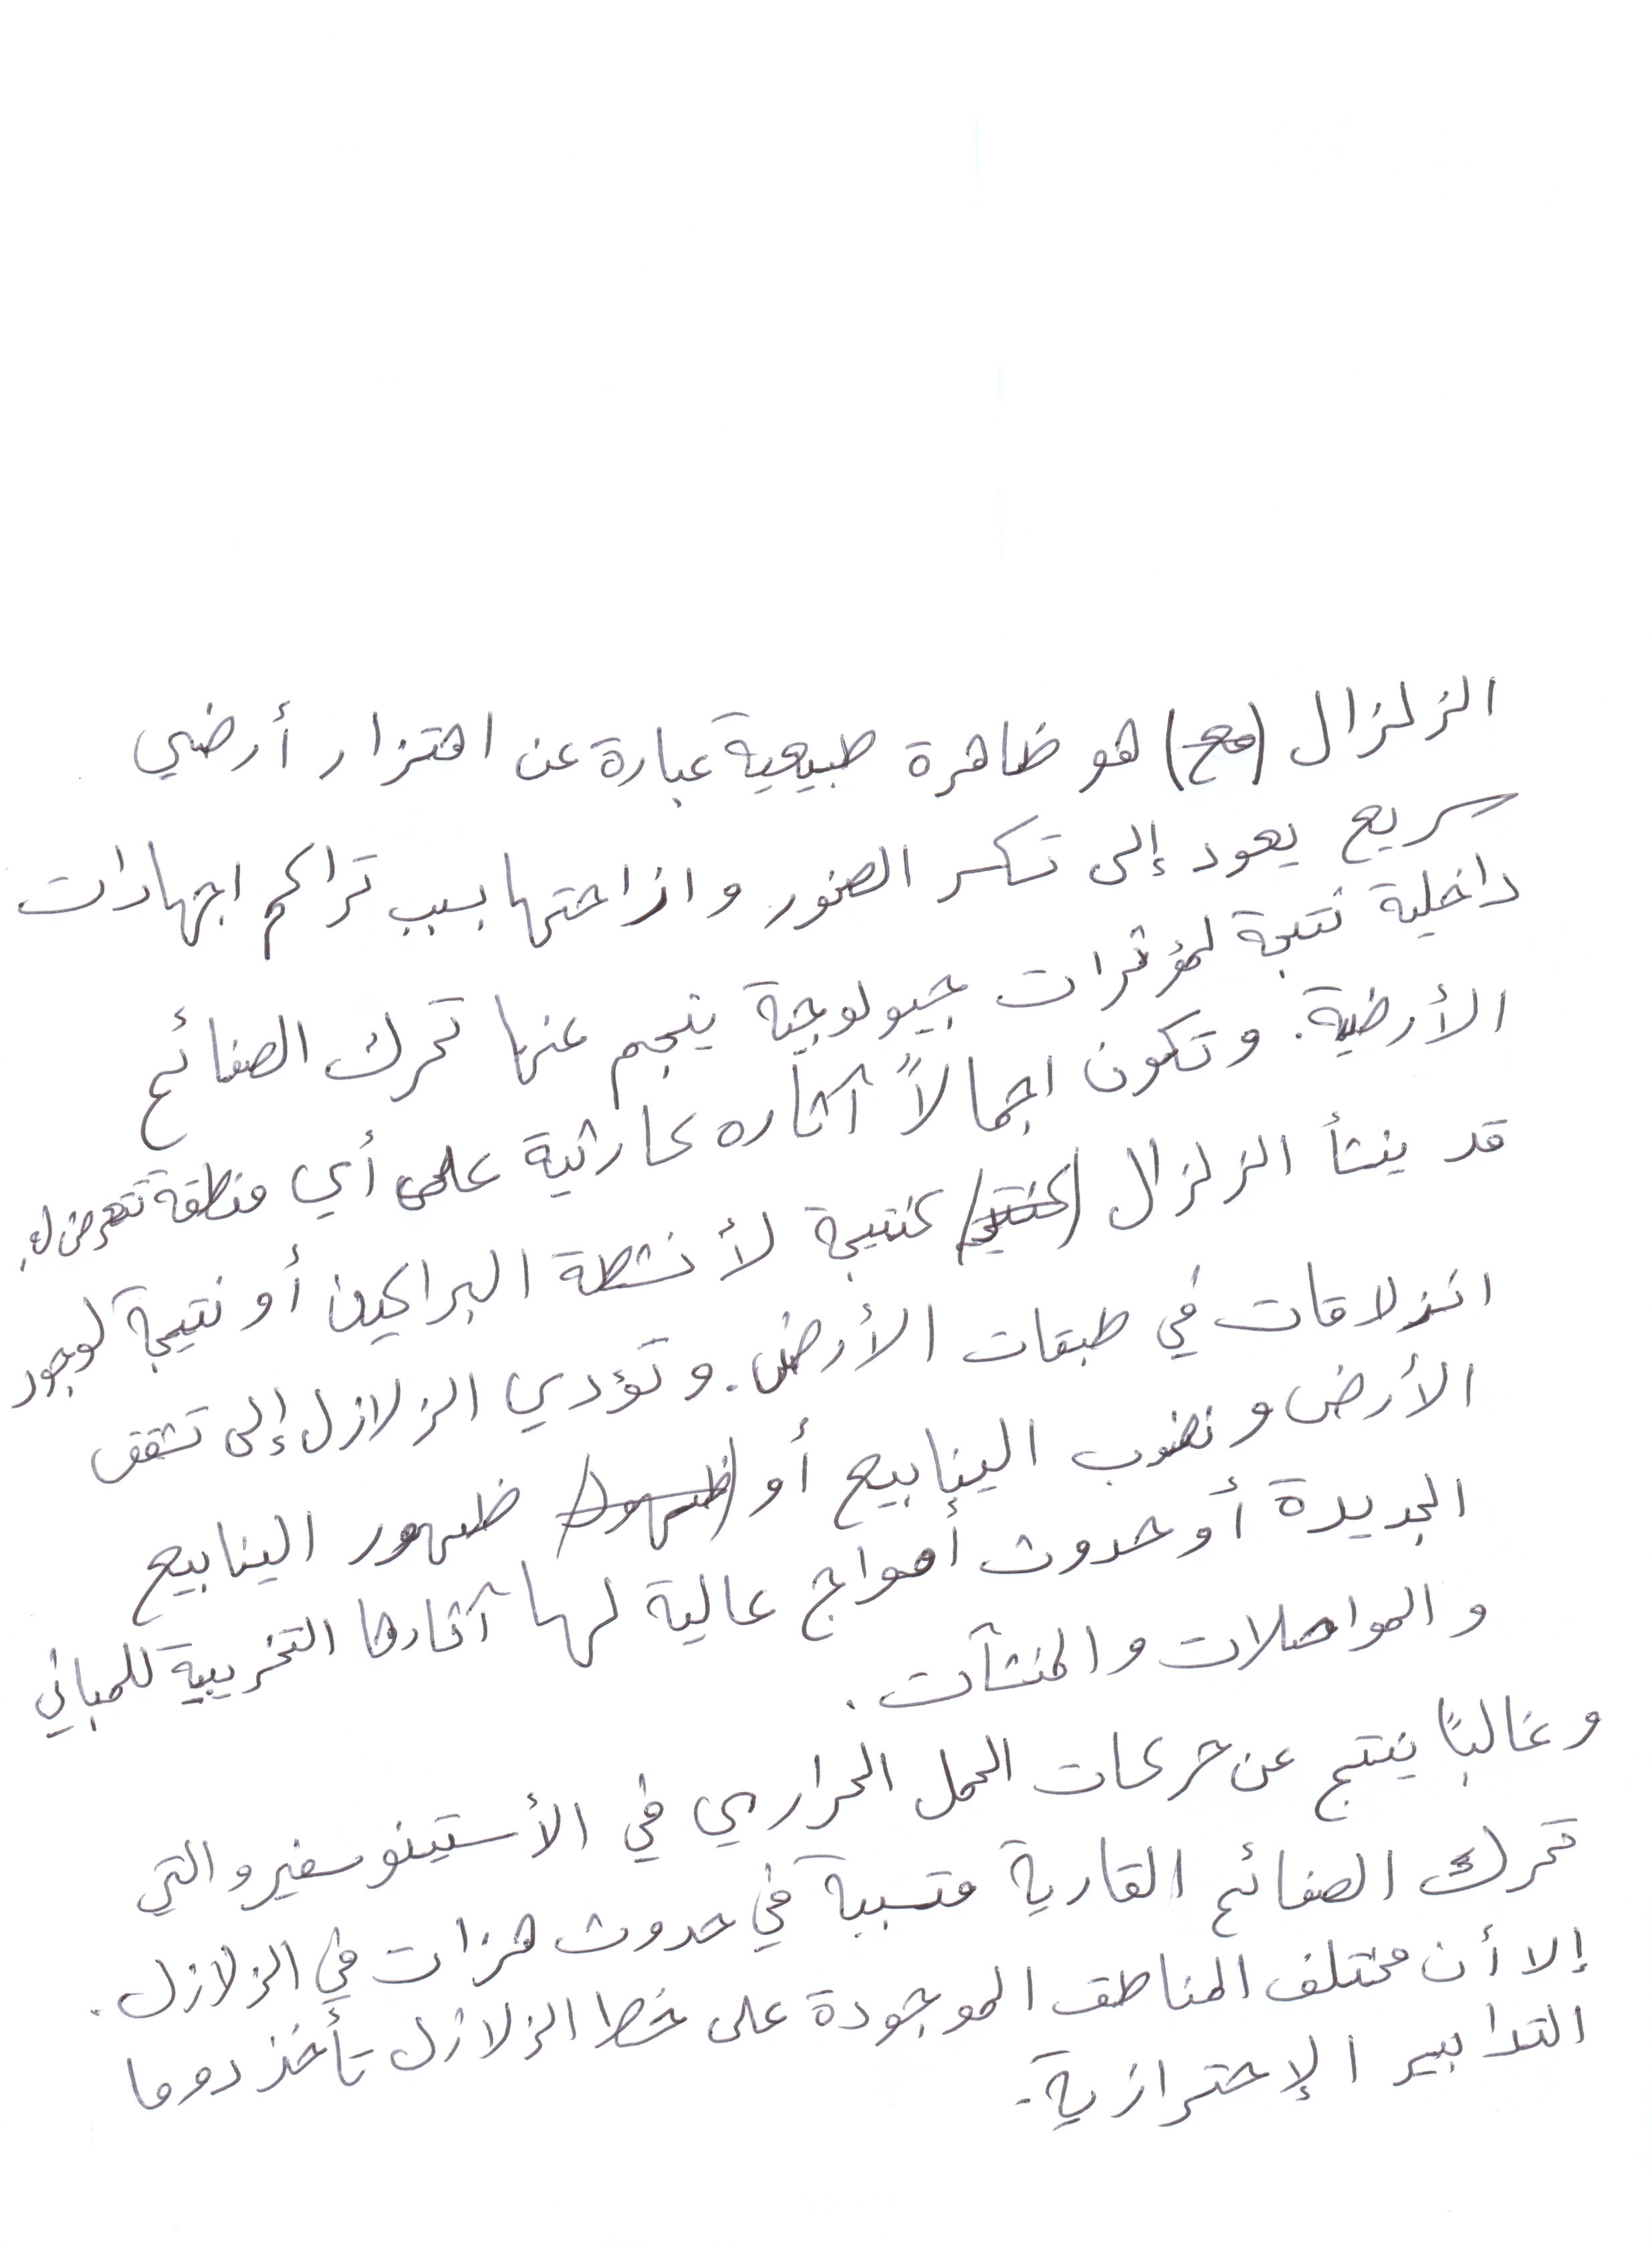 الزلزال (مع) هو ظاهرة طبيعية عبارة عن اهتزار أرضي
سريع يعود إلى تكسر الصخور وازاحتها بسبب تراكم اجهادات
داخلية نتيجة لمؤثرات جيولوجية ينجم عنها تحرك الصفائح
الأرضية. وتكون اجمالاً آثاره كارثية على أي منطقة تتعرض له.
قد ينشأ الزلزال (كنتيجة) كنتيجة لأنشطة البراكين أو نتيجة لوجود
انزلاقات في طبقات الأرض. وتؤدي الزلازل إلى تشقق
الأرض ونضوب الينابيع أو (ظهور) ظهور الينابيع
الجديدة أو حدوث أمواج عالية لها آثارها التخريبية للمباني
والمواصلات والمنشآت.
وغالبًا ينتج عن حركات الحمل الحراري في الأستينوسفير والتي
تحرك الصفائح القارية متسببة في حدوث هزات في الزلازل.
إلا أن مختلف المناطق الموجودة على خط الزلازل تأخذ دوما
التدابير الإحترازية.